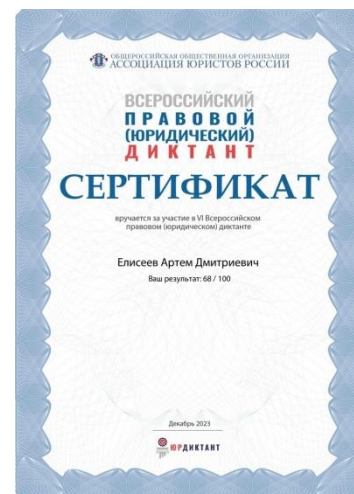 ОБЩЕРОССИЙСКАЯ ОБЩЕСТВЕННАЯ ОРГАНИЗАЦИЯ
АССОЦИАЦИЯ ЮРИСТОВ РОССИИ
ВСЕРОССИЙСКИЙ
ПРАВОВОЙ
(ЮРИДИЧЕСКИЙ)
ДИКТАНТ
СЕРТИФИКАТ
вручается за участие в VI Всероссийском
правовом (юридическом) диктанте
Елисеев Артем Дмитриевич
Ваш результат: 68 / 100
Декабрь 2023
ЮРДИКТАНТ